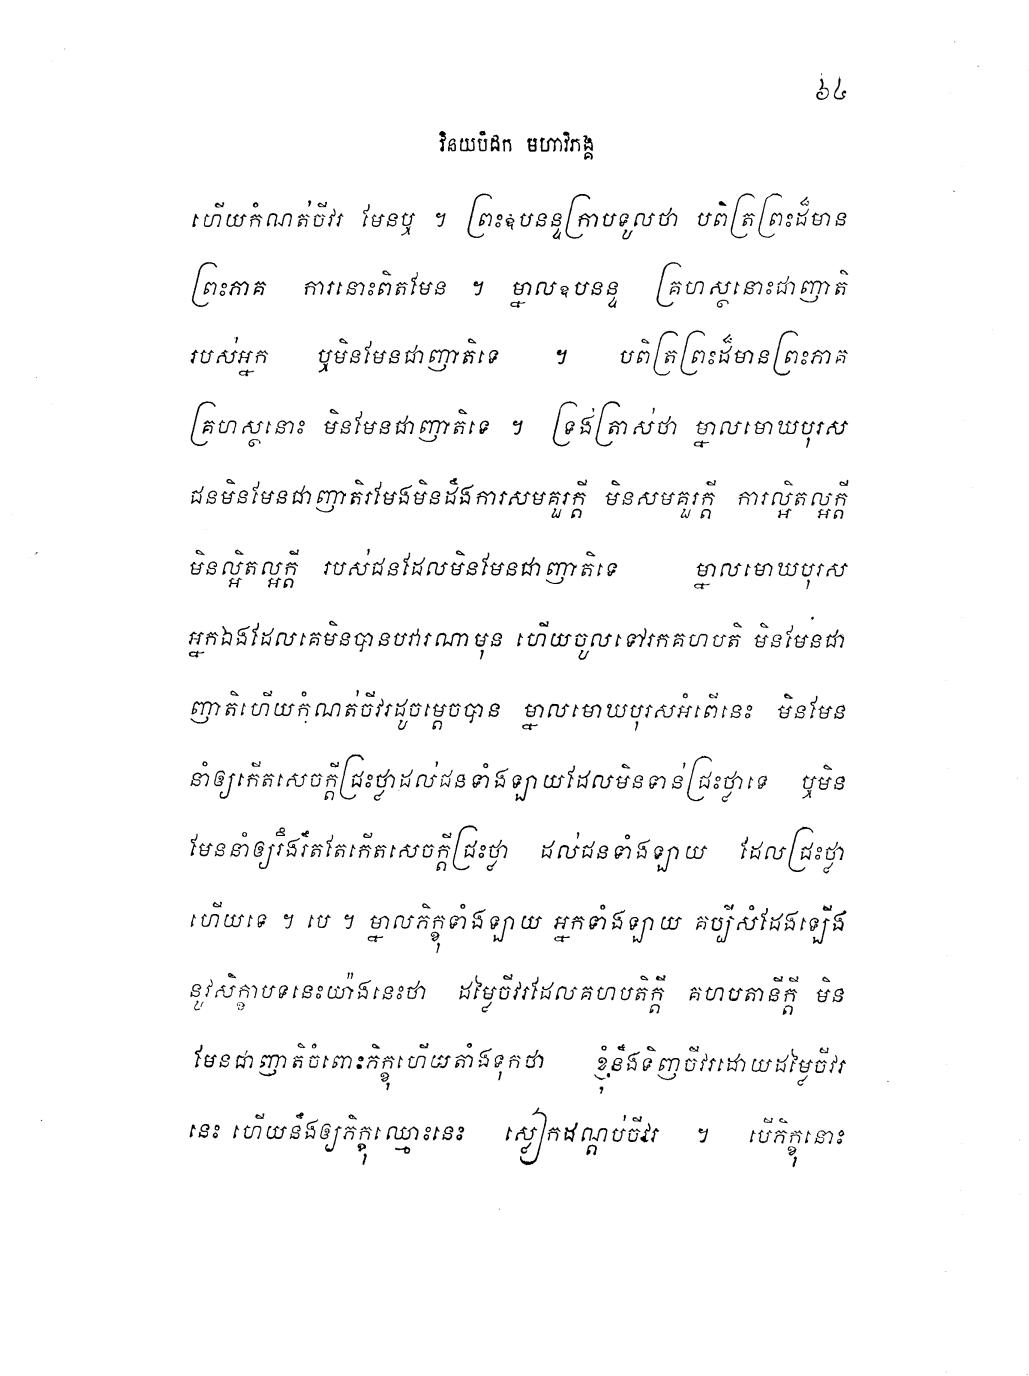 ៦៤
វិនយបិដក មហាវិភង្គ
ហើយកំណត់ចីវរ មែនឬ ។ ព្រះឧបនន្ទក្រាបទូលថា បពិត្រព្រះដ៏មាន
ព្រះភាគ ការនោះពិតមែន ។ ម្នាលឧបនន្ទ គ្រហស្ថនោះជាញាតិ
របស់អ្នក ឬមិនមែនជាញាតិទេ ។ បពិត្រព្រះដ៏មានព្រះភាគ
គ្រហស្ថនោះ មិនមែនជាញាតិទេ ។ ទ្រង់ត្រាស់ថា ម្នាលមោឃបុរស
ជនមិនមែនជាញាតិរមែងមិនដឹងការសមគួរក្តី មិនសមគួរក្តី ការល្អិតល្អក្តី
មិនល្អិតល្អក្តី របស់ជនដែលមិនមែនជាញាតិទេ ម្នាលមោឃបុរស
អ្នកឯងដែលគេមិនបានបវារណាមុន ហើយចូលទៅរកគហបតិ មិនមែនជា
ញាតិហើយកំណត់ចីវរដូចម្តេចបាន ម្នាលមោឃបុរសអំពើនេះ មិនមែន
នាំឲ្យកើតសេចក្តីជ្រះថ្លាដល់ជនទាំងឡាយដែលមិនទាន់ជ្រះថ្លាទេ ឬមិន
មែននាំឲ្យរឹងរឹតតែកើតសេចក្តីជ្រះថ្លា ដល់ជនទាំងឡាយ ដែលជ្រះថ្លា
ហើយទេ ។ បេ ។ ម្នាលភិក្ខុទាំងឡាយ អ្នកទាំងឡាយ គប្បីសំដែងឡើង
នូវសិក្ខាបទនេះយ៉ាងនេះថា ដម្លៃចីវរដែលគហបតិក្តី គហបតានីក្តី មិន
មែនជាញាតិចំពោះភិក្ខុហើយតាំងទុកថា ខ្ញុំនឹងទិញចីវរដោយដម្លៃចីវរ
នេះ ហើយនឹងឲ្យភិក្ខុឈ្មោះនេះ ស្លៀកដណ្តប់ចីវរ ។ បើភិក្ខុនោះ